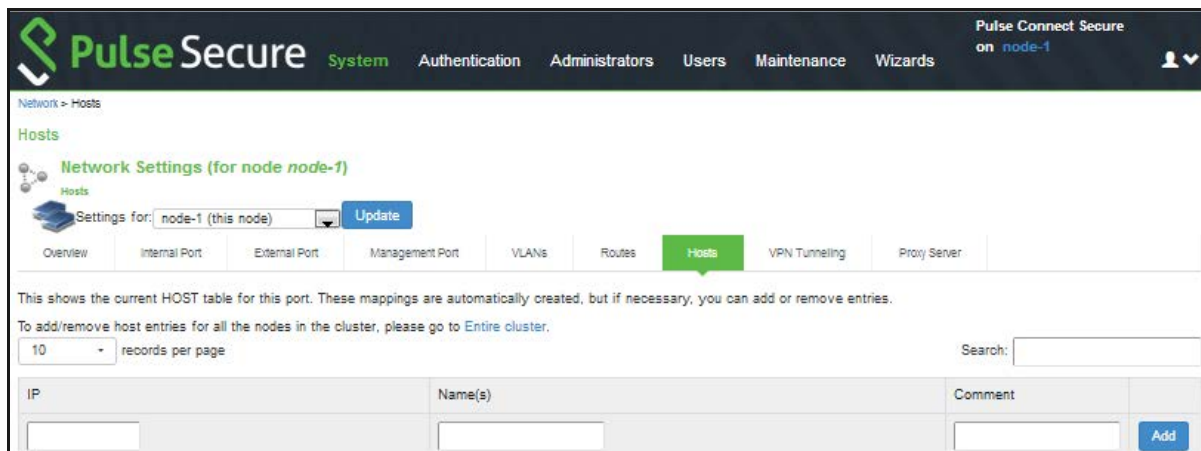 Pulse Secure
System Authentication Administrators Users Maintenance Wizards
Pulse Connect Secure
on node-1
Network > Hosts
Hosts
Network Settings (for node node-1)
Hosts
Settings for: node-1 (this node) Update
Overview Internal Port External Port Management Port VLANs Routes Hosts VPN Tunneling Proxy Server
This shows the current HOST table for this port. These mappings are automatically created, but if necessary, you can add or remove entries.
To add/remove host entries for all the nodes in the cluster, please go to Entire cluster.
10 records per page Search:
IP Name(s) Comment
Add